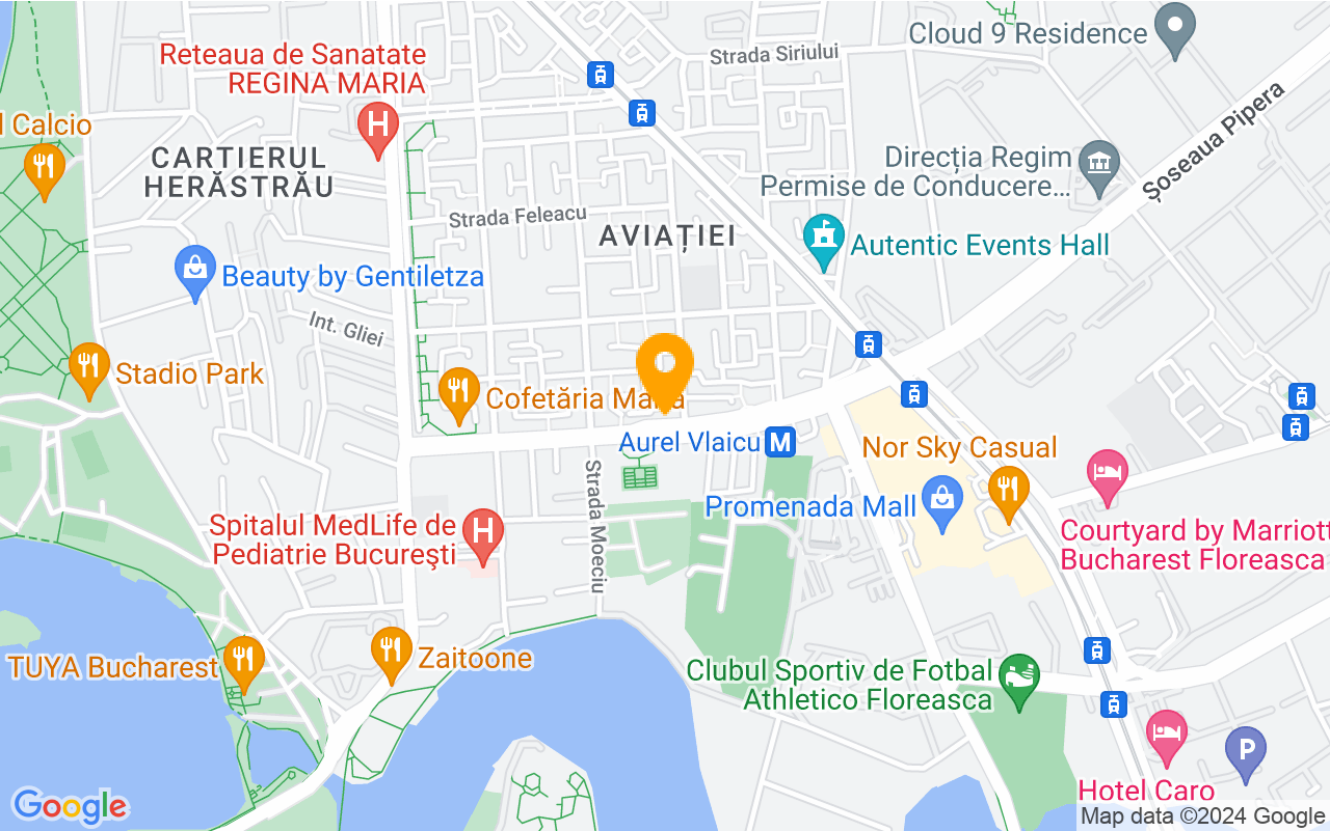 Cloud 9 Residence
Strada Siriului
Reteaua de Sanatate
REGINA MARIA
H
l Calcio
Șoseaua Pipera
CARTIERUL
HERĂSTRĂU
Direcția Regim
Permise de Conducere...
Strada Feleacu
AVIAȚIEI
Autentic Events Hall
Beauty by Gentiletza
Int. Gliei
Stadio Park
Cofetăria Ma
a
Aurel Vlaicu M
Nor Sky Casual
Strada Moeciu
Promenada Mall
Spitalul MedLife de
Pediatrie Bucureşti
H
Courtyard by Marriott
Bucharest Floreasca
TUYA Bucharest
Zaitoone
Clubul Sportiv de Fotbal
Athletico Floreasca
P
Hotel Caro
Google
Map data ©2024 Google